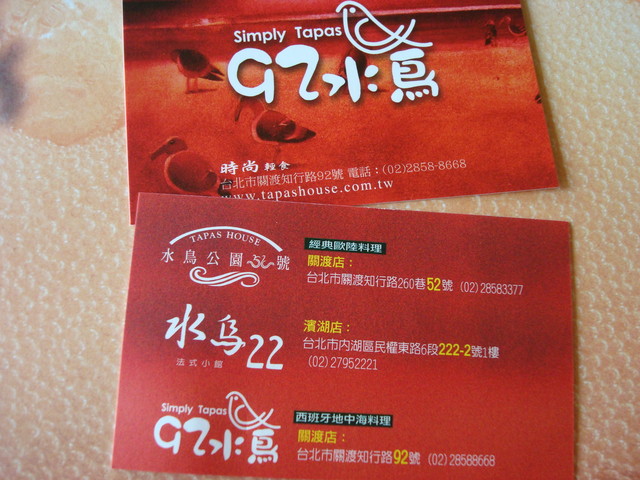 Simply Tapas
92水鳥
時尚輕食
台北市關渡知行路92號 電話：(02)2858-8668
www.tapashouse.com.tw
TAPAS HOUSE
水鳥公園52號
經典歐陸料理
關渡店：
台北市關渡知行路260巷52號 (02)28583377
水鳥22
法式小館
濱湖店：
台北市內湖區民權東路6段222-2號1樓
(02)27952221
Simply Tapas
92水鳥
西班牙地中海料理
關渡店：
台北市關渡知行路92號 (02)28588668